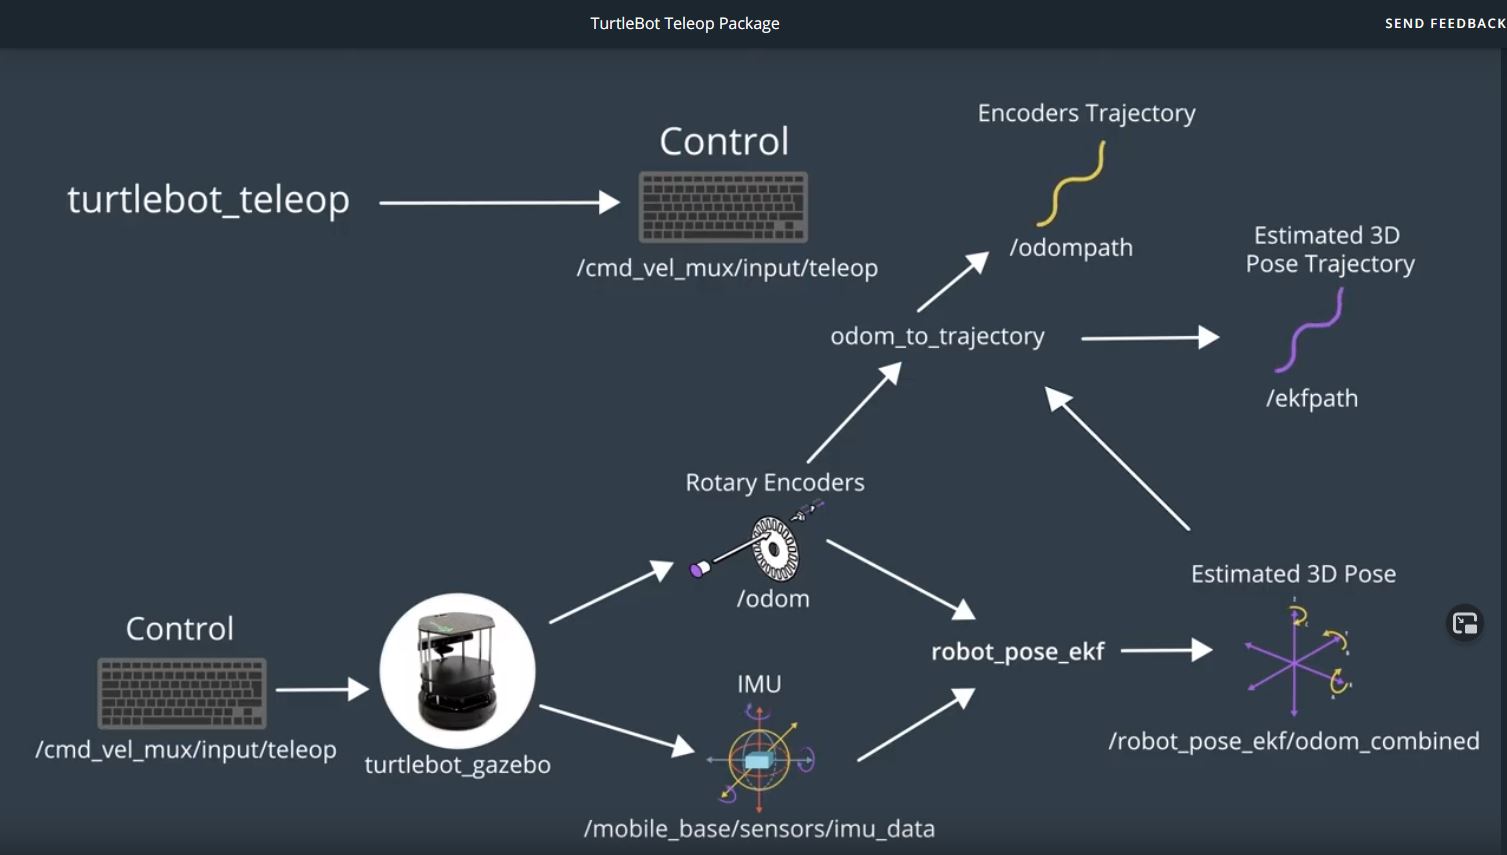 TurtleBot Teleop Package
SEND FEEDBACK
Encoders Trajectory
Control
turtlebot_teleop
/cmd_vel_mux/input/teleop
/odompath
Estimated 3D
Pose Trajectory
odom_to_trajectory
/ekfpath
Rotary Encoders
/odom
Estimated 3D Pose
Control
robot_pose_ekf
IMU
/cmd_vel_mux/input/teleop
turtlebot_gazebo
/robot_pose_ekf/odom_combined
/mobile_base/sensors/imu_data